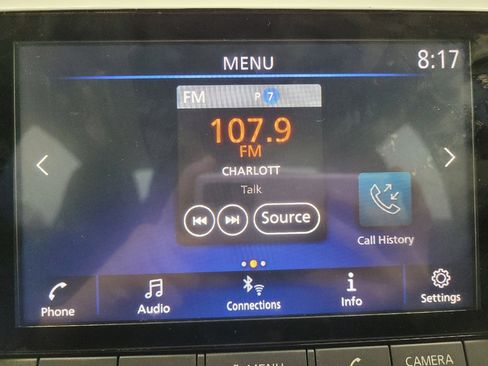 MENU
8:17
FM P 7
107.9
FM
CHARLOTT
Talk
Source
Call History
Phone
Audio
Connections
Info
Settings
MENU
CAMERA